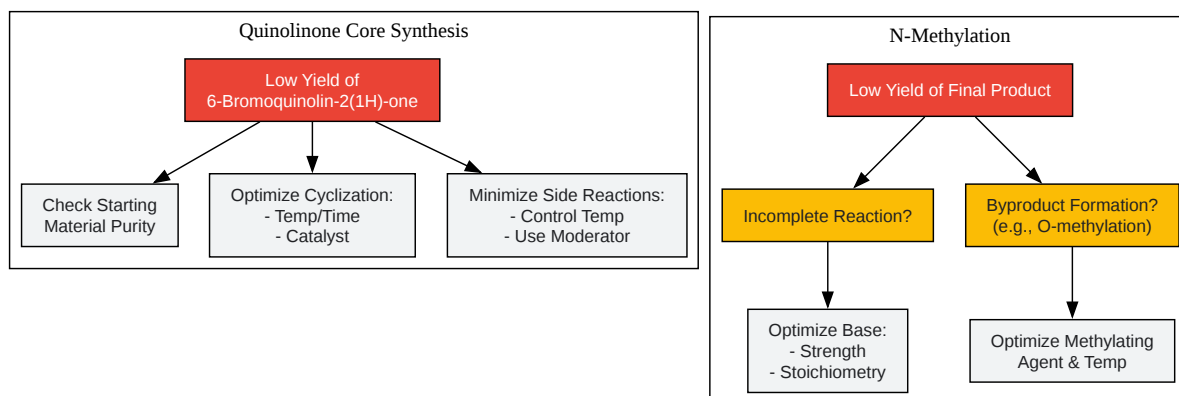 Quinolinone Core Synthesis
Low Yield of
6-Bromoquinolin-2(1H)-one
Check Starting
Material Purity
Optimize Cyclization:
- Temp/Time
- Catalyst
Minimize Side Reactions:
- Control Temp
- Use Moderator
N-Methylation
Low Yield of Final Product
Incomplete Reaction?
Byproduct Formation?
(e.g., O-methylation)
Optimize Base:
- Strength
- Stoichiometry
Optimize Methylating
Agent & Temp